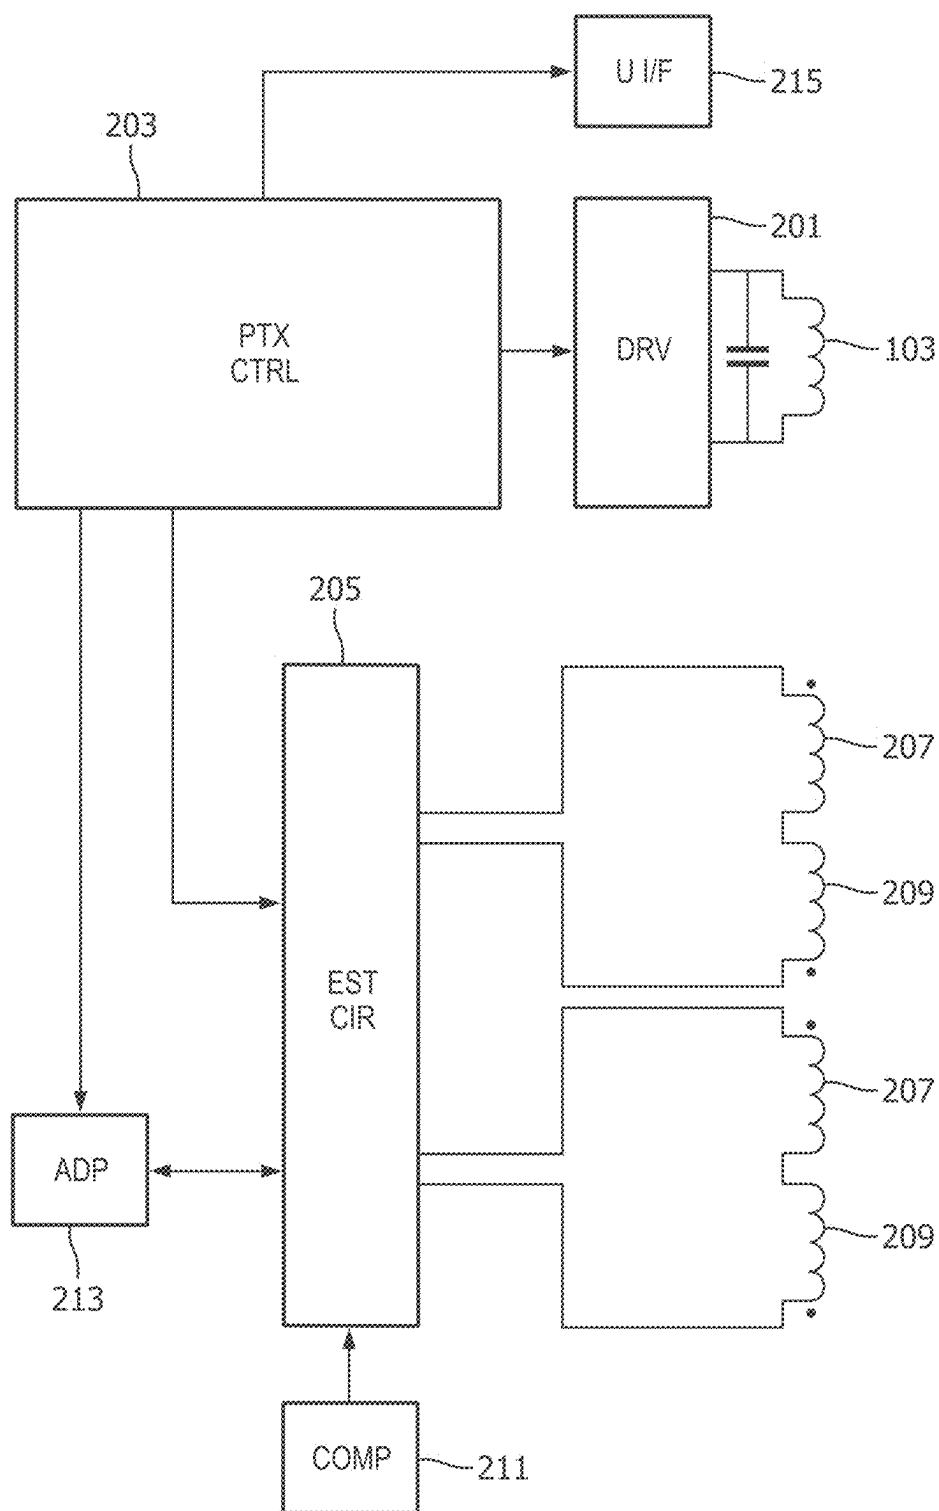 U I/F
215
203
201
PTX
CTRL
DRV
103
205
207
209
EST
CIR
207
ADP
209
213
COMP
211